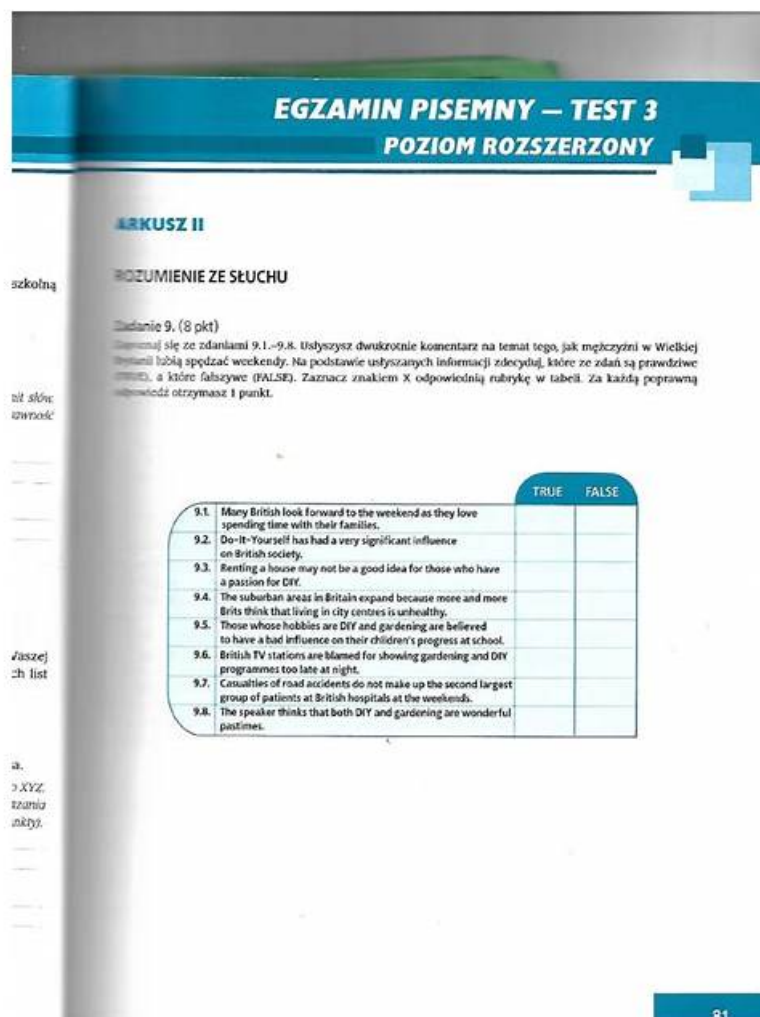 EGZAMIN PISEMNY – TEST 3
POZIOM ROZSZERZONY
ARKUSZ II
ROZUMIENIE ZE SŁUCHU
Zadanie 9. (8 pkt)
się ze zdaniami 9.1.–9.8. Usłyszysz dwukrotnie komentarz na temat tego, jak mężczyźni w Wielkiej
lubią spędzać weekendy. Na podstawie usłyszanych informacji zdecyduj, które ze zdań są prawdziwe
(TRUE), a które fałszywe (FALSE). Zaznacz znakiem X odpowiednią rubrykę w tabeli. Za każdą poprawną
odpowiedź otrzymasz 1 punkt.
TRUE FALSE
9.1. Many British look forward to the weekend as they love
spending time with their families.
9.2. Do-It-Yourself has had a very significant influence
on British society.
9.3. Renting a house may not be a good idea for those who have
a passion for DIY.
9.4. The suburban areas in Britain expand because more and more
Brits think that living in city centres is unhealthy.
9.5. Those whose hobbies are DIY and gardening are believed
to have a bad influence on their children's progress at school.
9.6. British TV stations are blamed for showing gardening and DIY
programmes too late at night.
9.7. Casualties of road accidents do not make up the second largest
group of patients at British hospitals at the weekends.
9.8. The speaker thinks that both DIY and gardening are wonderful
pastimes.
szkolną
słów
list
XYZ.
81